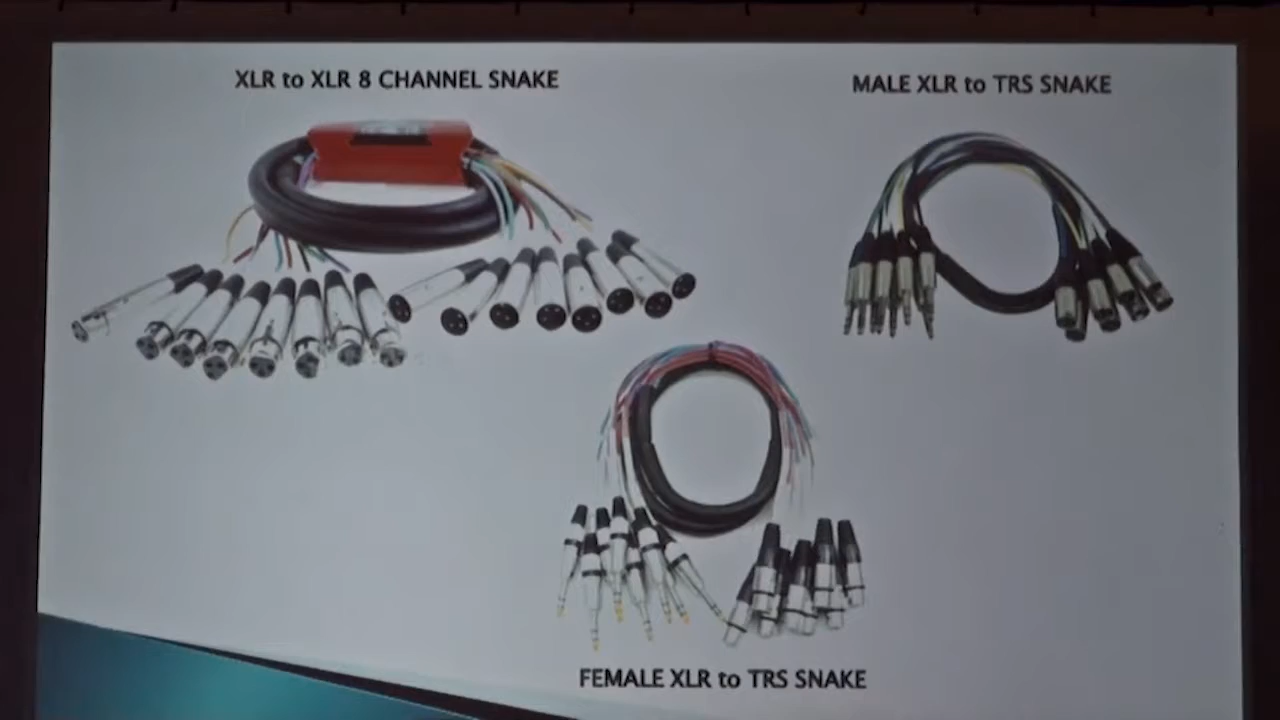 XLR to XLR 8 CHANNEL SNAKE
MALE XLR to TRS SNAKE
FEMALE XLR to TRS SNAKE